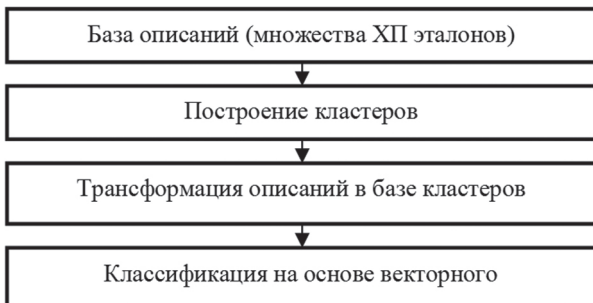 База описаний (множества ХП эталонов)
Построение кластеров
Трансформация описаний в базе кластеров
Классификация на основе векторного